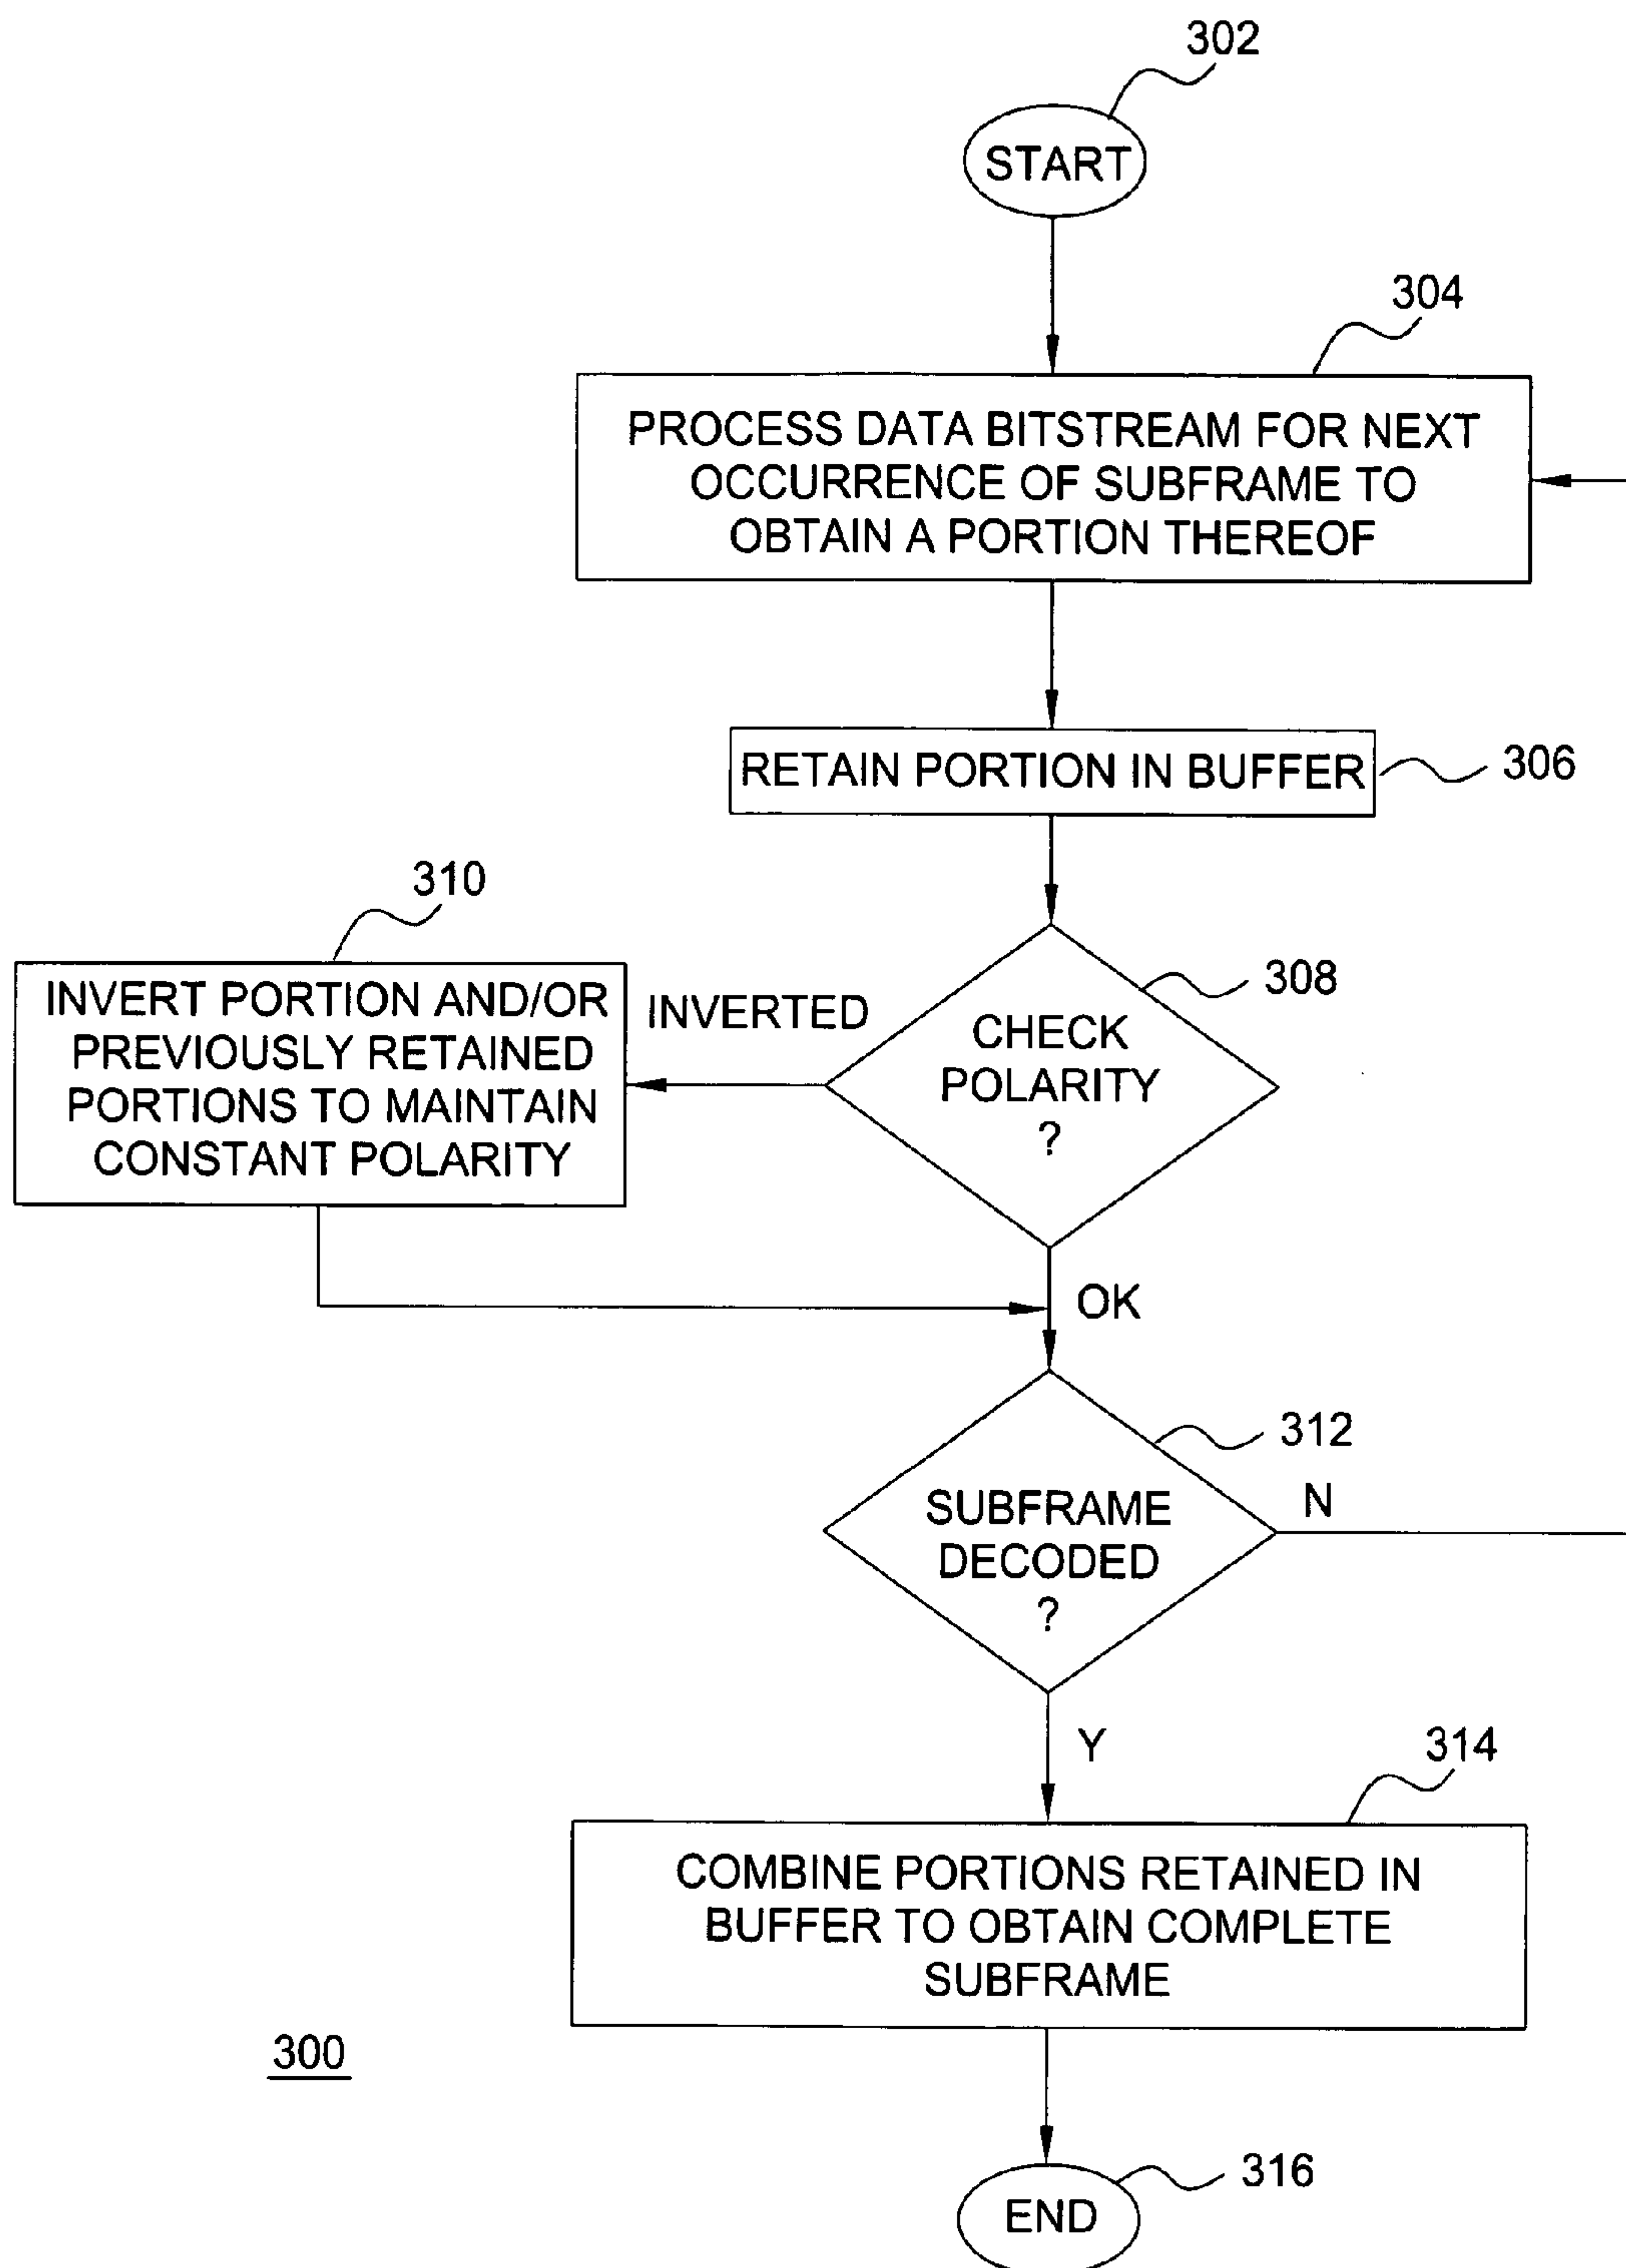 302
START
304
PROCESS DATA BITSTREAM FOR NEXT
OCCURRENCE OF SUBFRAME TO
OBTAIN A PORTION THEREOF
RETAIN PORTION IN BUFFER
306
310
INVERT PORTION AND/OR
PREVIOUSLY RETAINED
PORTIONS TO MAINTAIN
CONSTANT POLARITY
INVERTED
308
CHECK
POLARITY
?
OK
312
SUBFRAME
DECODED
?
N
Y
314
COMBINE PORTIONS RETAINED IN
BUFFER TO OBTAIN COMPLETE
SUBFRAME
300
316
END